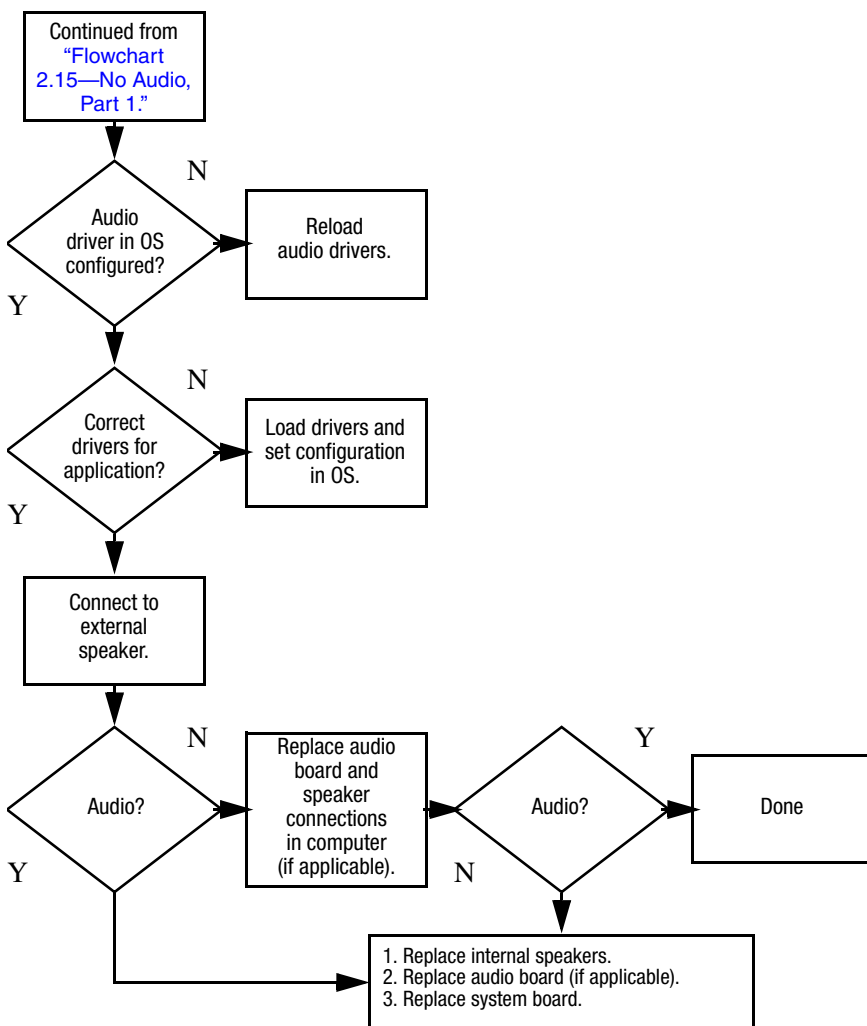 Continued from
“Flowchart
2.15—No Audio,
Part 1.”
N
Audio
driver in OS
configured?
Reload
audio drivers.
Y
N
Correct
drivers for
application?
Load drivers and
set configuration
in OS.
Y
Connect to
external
speaker.
N
Audio?
Y
Replace audio
board and
speaker
connections
in computer
(if applicable).
Y
Audio?
N
Done
1. Replace internal speakers.
2. Replace audio board (if applicable).
3. Replace system board.